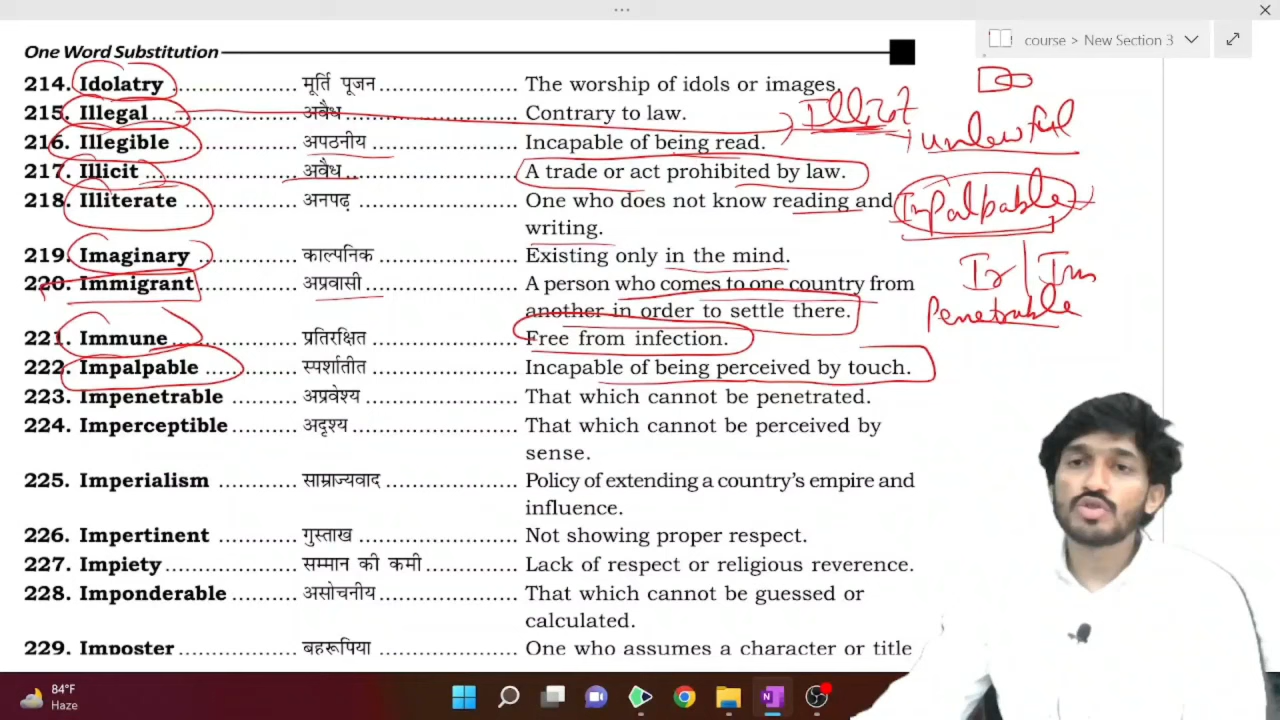 ...
course > New Section 3
One Word Substitution
214. Idolatry .................. मूर्ति पूजन ..................... The worship of idols or images.
215. Illegal ..................... अवैध .......................... Contrary to law.
Illicit
unlawful
216. Illegible ................. अपठनीय ...................... Incapable of being read.
217. Illicit ...................... अवैध .......................... A trade or act prohibited by law.
218. Illiterate ............... अनपढ़ ........................ One who does not know reading and
writing.
Impalpable
219. Imaginary ............. काल्पनिक ..................... Existing only in the mind.
Ir | Im
220. Immigrant ............ अप्रवासी ...................... A person who comes to one country from
another in order to settle there.
Penetrable
221. Immune ................. प्रतिरक्षित ...................... Free from infection.
222. Impalpable ............ स्पर्शातीत ...................... Incapable of being perceived by touch.
223. Impenetrable ......... अप्रवेश्य ...................... That which cannot be penetrated.
224. Imperceptible ......... अदृश्य ......................... That which cannot be perceived by
sense.
225. Imperialism ........... साम्राज्यवाद .................... Policy of extending a country's empire and
influence.
226. Impertinent ........... गुस्ताख ........................ Not showing proper respect.
227. Impiety .................. सम्मान की कमी .............. Lack of respect or religious reverence.
228. Imponderable ......... असोचनीय ..................... That which cannot be guessed or
calculated.
229. Imposter ................ बहरूपिया ...................... One who assumes a character or title
84°F
Haze